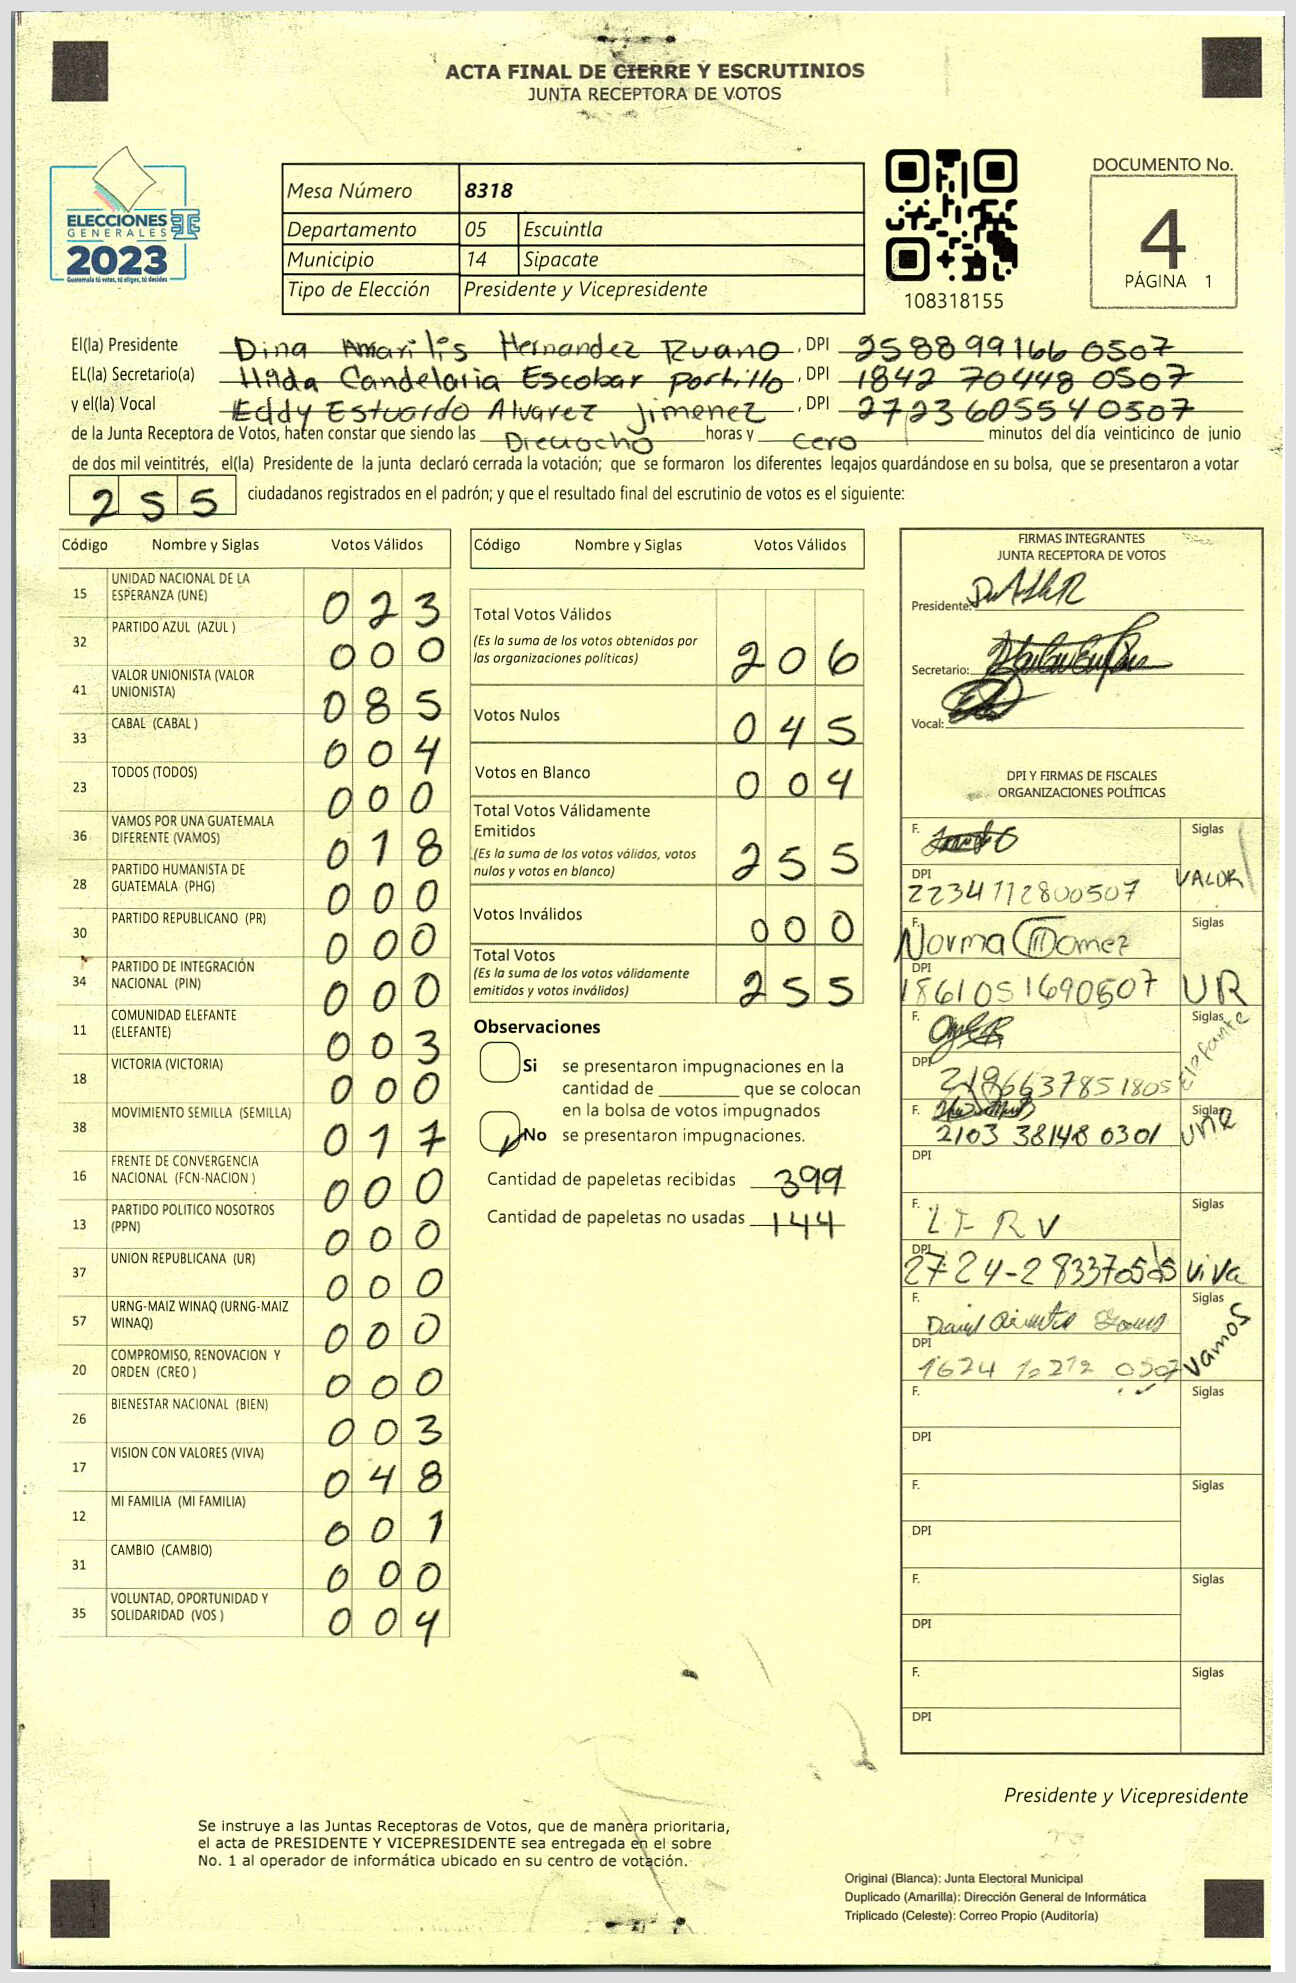 ACTA FINAL DE CIERRE Y ESCRUTINIOS
JUNTA RECEPTORA DE VOTOS
ELECCIONES
GENERALES
2023
Guatemala tú votas, tú eliges, tú decides
Mesa Número 8318
Departamento 05 Escuintla
Municipio 14 Sipacate
Tipo de Elección Presidente y Vicepresidente
108318155
DOCUMENTO No.
4
PÁGINA 1
El(la) Presidente Dina Amarilis Hernandez Ruano, DPI 2588991660507
EL(la) Secretario(a) Hilda Candelaria Escobar Portillo, DPI 1842 70448 0507
y el(la) Vocal Eddy Estuardo Alvarez Jimenez, DPI 2723605540507
de la Junta Receptora de Votos, hacen constar que siendo las Dieciocho horas y cero minutos del día veinticinco de junio
de dos mil veintitrés, el(la) Presidente de la junta declaró cerrada la votación; que se formaron los diferentes legajos guardándose en su bolsa, que se presentaron a votar
255 ciudadanos registrados en el padrón; y que el resultado final del escrutinio de votos es el siguiente:
Código Nombre y Siglas Votos Válidos
15 UNIDAD NACIONAL DE LA ESPERANZA (UNE) 023
32 PARTIDO AZUL (AZUL ) 000
41 VALOR UNIONISTA (VALOR UNIONISTA) 085
33 CABAL (CABAL ) 004
23 TODOS (TODOS) 000
36 VAMOS POR UNA GUATEMALA DIFERENTE (VAMOS) 018
28 PARTIDO HUMANISTA DE GUATEMALA (PHG) 000
30 PARTIDO REPUBLICANO (PR) 000
34 PARTIDO DE INTEGRACIÓN NACIONAL (PIN) 000
11 COMUNIDAD ELEFANTE (ELEFANTE) 003
18 VICTORIA (VICTORIA) 000
38 MOVIMIENTO SEMILLA (SEMILLA) 017
16 FRENTE DE CONVERGENCIA NACIONAL (FCN-NACION ) 000
13 PARTIDO POLITICO NOSOTROS (PPN) 000
37 UNION REPUBLICANA (UR) 000
57 URNG-MAIZ WINAQ (URNG-MAIZ WINAQ) 000
20 COMPROMISO, RENOVACION Y ORDEN (CREO ) 000
26 BIENESTAR NACIONAL (BIEN) 003
17 VISION CON VALORES (VIVA) 048
12 MI FAMILIA (MI FAMILIA) 001
31 CAMBIO (CAMBIO) 000
35 VOLUNTAD, OPORTUNIDAD Y SOLIDARIDAD (VOS ) 004
Código Nombre y Siglas Votos Válidos
Total Votos Válidos 206
(Es la suma de los votos obtenidos por
las organizaciones políticas)
Votos Nulos 045
Votos en Blanco 004
Total Votos Válidamente
Emitidos 255
(Es la suma de los votos válidos, votos
nulos y votos en blanco)
Votos Inválidos 000
Total Votos 255
(Es la suma de los votos válidamente
emitidos y votos inválidos)
Observaciones
Si se presentaron impugnaciones en la
cantidad de ________ que se colocan
en la bolsa de votos impugnados
No se presentaron impugnaciones.
Cantidad de papeletas recibidas 399
Cantidad de papeletas no usadas 144
FIRMAS INTEGRANTES
JUNTA RECEPTORA DE VOTOS
Presidente:
Secretario:
Vocal:
DPI Y FIRMAS DE FISCALES
ORGANIZACIONES POLÍTICAS
F. Siglas
DPI VALOR
2234112800507
F. Siglas
Norma Gomez
DPI
1861051690507 UR
F. Siglas
Elefante
DPI
F. Siglas
2103 38148 0301 une
DPI
F. Siglas
L F R V
DPI
viva
F. Siglas
DPI
vamos
F. Siglas
DPI
F. Siglas
DPI
F. Siglas
DPI
F. Siglas
DPI
Presidente y Vicepresidente
Se instruye a las Juntas Receptoras de Votos, que de manera prioritaria,
el acta de PRESIDENTE Y VICEPRESIDENTE sea entregada en el sobre
No. 1 al operador de informática ubicado en su centro de votación.
Original (Blanca): Junta Electoral Municipal
Duplicado (Amarilla): Dirección General de Informática
Triplicado (Celeste): Correo Propio (Auditoría)